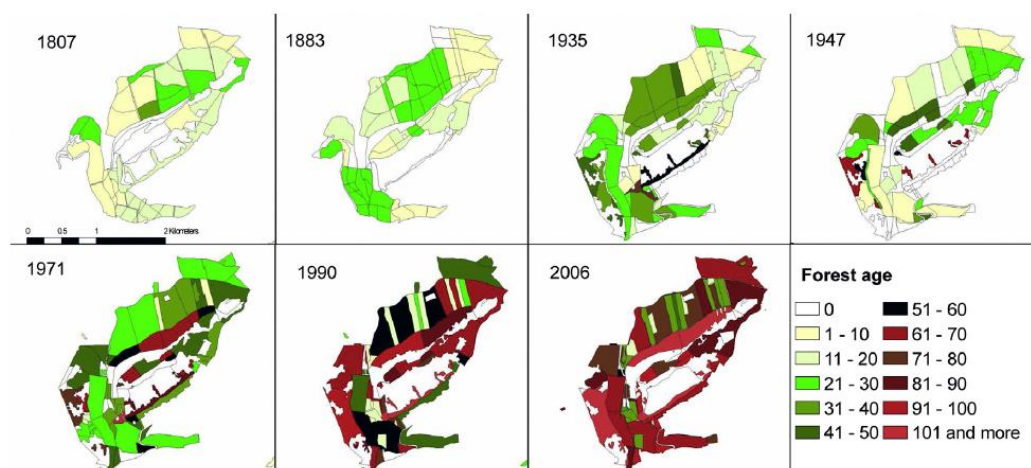 1807
1883
1935
1947
0 0.5 1 2 Kilometers
1971
1990
2006
Forest age
0
1 - 10
11 - 20
21 - 30
31 - 40
41 - 50
51 - 60
61 - 70
71 - 80
81 - 90
91 - 100
101 and more